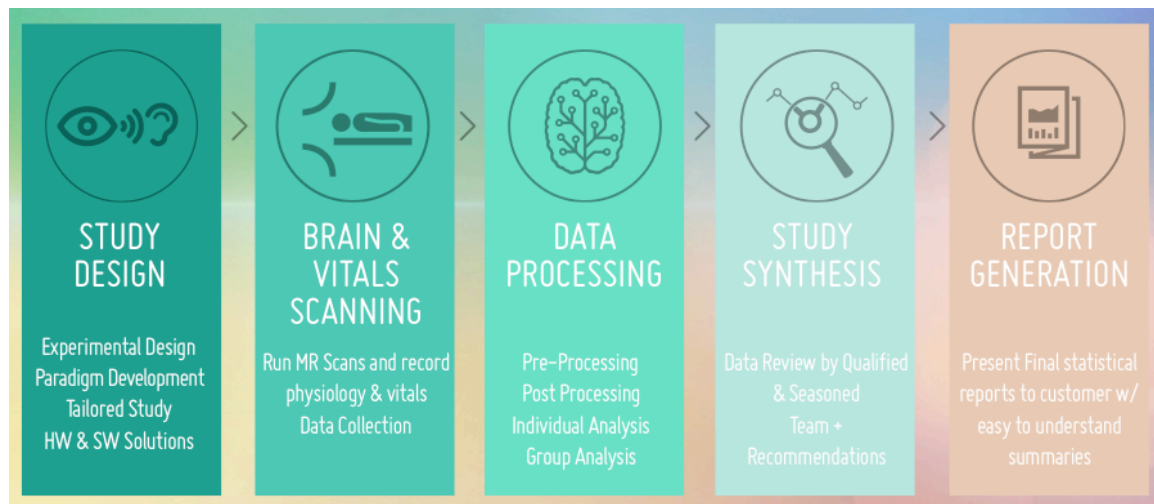 STUDY
DESIGN
Experimental Design
Paradigm Development
Tailored Study
HW & SW Solutions
BRAIN &
VITALS
SCANNING
Run MR Scans and record
physiology & vitals
Data Collection
DATA
PROCESSING
Pre-Processing
Post Processing
Individual Analysis
Group Analysis
STUDY
SYNTHESIS
Data Review by Qualified
& Seasoned
Team +
Recommendations
REPORT
GENERATION
Present Final statistical
reports to customer w/
easy to understand
summaries